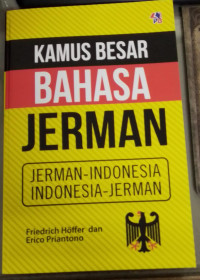 KAMUS BESAR
BAHASA
JERMAN
JERMAN-INDONESIA
INDONESIA-JERMAN
Friedrich Höffer dan
Erico Priantono